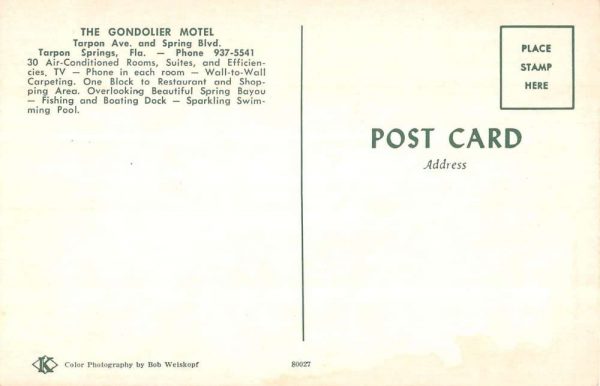 THE GONDOLIER MOTEL
Tarpon Ave. and Spring Blvd.
Tarpon Springs, Fla. — Phone 937-5541
30 Air-Conditioned Rooms, Suites, and Efficien-
cies, TV — Phone in each room — Wall-to-Wall
Carpeting. One Block to Restaurant and Shop-
ping Area. Overlooking Beautiful Spring Bayou
— Fishing and Boating Dock — Sparkling Swim-
ming Pool.
PLACE
STAMP
HERE
POST CARD
Address
K Color Photography by Bob Weiskopf
80027